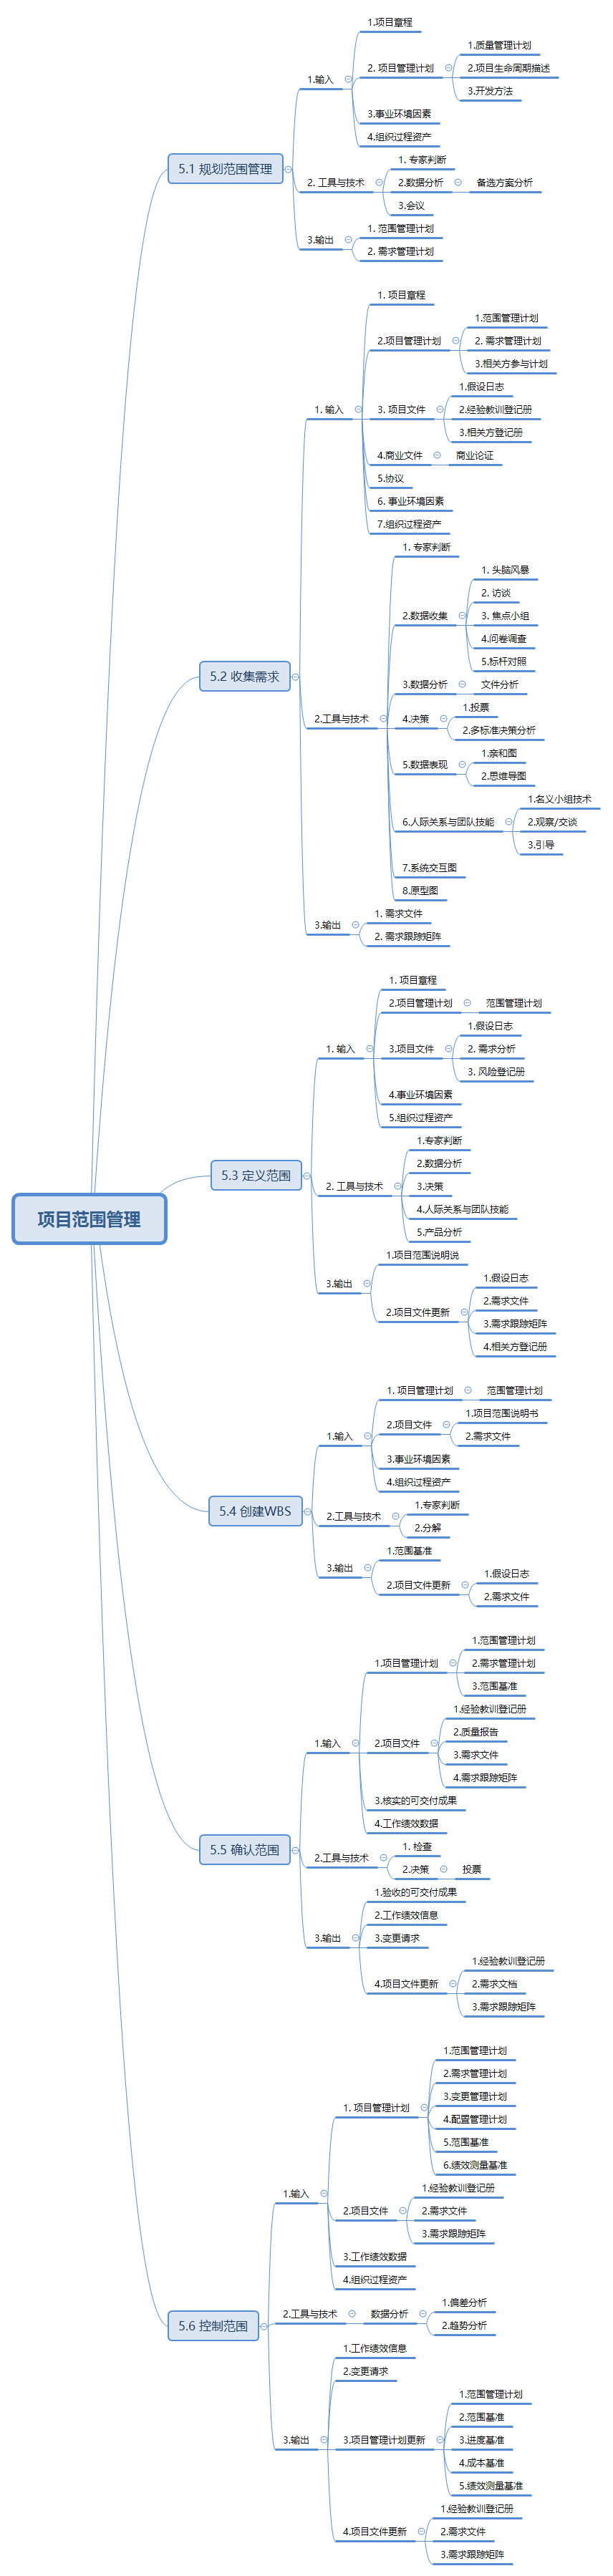 项目范围管理
5.1 规划范围管理
1.输入
1.项目章程
2. 项目管理计划
1.质量管理计划
2.项目生命周期描述
3.开发方法
3.事业环境因素
4.组织过程资产
2. 工具与技术
1. 专家判断
2.数据分析
备选方案分析
3.会议
3.输出
1. 范围管理计划
2. 需求管理计划
5.2 收集需求
1. 输入
1. 项目章程
2.项目管理计划
1.范围管理计划
2. 需求管理计划
3.相关方参与计划
3. 项目文件
1.假设日志
2.经验教训登记册
3.相关方登记册
4.商业文件
商业论证
5.协议
6. 事业环境因素
7.组织过程资产
2.工具与技术
1. 专家判断
2.数据收集
1. 头脑风暴
2. 访谈
3. 焦点小组
4.问卷调查
5.标杆对照
3.数据分析
文件分析
4.决策
1.投票
2.多标准决策分析
5.数据表现
1.亲和图
2.思维导图
6.人际关系与团队技能
1.名义小组技术
2.观察/交谈
3.引导
7.系统交互图
8.原型图
3.输出
1. 需求文件
2. 需求跟踪矩阵
5.3 定义范围
1. 输入
1. 项目章程
2.项目管理计划
范围管理计划
3.项目文件
1.假设日志
2. 需求分析
3. 风险登记册
4.事业环境因素
5.组织过程资产
2. 工具与技术
1.专家判断
2.数据分析
3.决策
4.人际关系与团队技能
5.产品分析
3.输出
1.项目范围说明说
2.项目文件更新
1.假设日志
2.需求文件
3.需求跟踪矩阵
4.相关方登记册
5.4 创建WBS
1.输入
1. 项目管理计划
范围管理计划
2.项目文件
1.项目范围说明书
2.需求文件
3.事业环境因素
4.组织过程资产
2.工具与技术
1.专家判断
2.分解
3.输出
1.范围基准
2.项目文件更新
1.假设日志
2.需求文件
5.5 确认范围
1.输入
1.项目管理计划
1.范围管理计划
2.需求管理计划
3.范围基准
2.项目文件
1.经验教训登记册
2.质量报告
3.需求文件
4.需求跟踪矩阵
3.核实的可交付成果
4.工作绩效数据
2.工具与技术
1. 检查
2.决策
投票
3.输出
1.验收的可交付成果
2.工作绩效信息
3.变更请求
4.项目文件更新
1.经验教训登记册
2.需求文档
3.需求跟踪矩阵
5.6 控制范围
1.输入
1. 项目管理计划
1.范围管理计划
2.需求管理计划
3.变更管理计划
4.配置管理计划
5.范围基准
6.绩效测量基准
2.项目文件
1.经验教训登记册
2.需求文件
3.需求跟踪矩阵
3.工作绩效数据
4.组织过程资产
2.工具与技术
数据分析
1.偏差分析
2.趋势分析
3.输出
1.工作绩效信息
2.变更请求
3.项目管理计划更新
1.范围管理计划
2.范围基准
3.进度基准
4.成本基准
5.绩效测量基准
4.项目文件更新
1.经验教训登记册
2.需求文件
3.需求跟踪矩阵